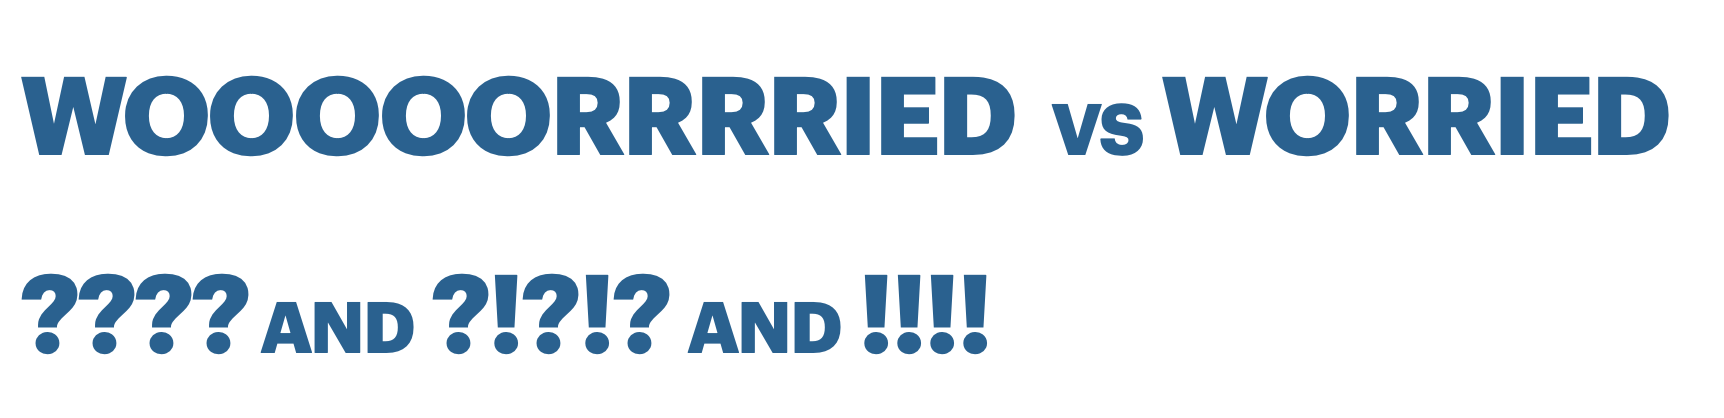 WOOOOORRRRIED vs WORRIED
???? AND ?!?!? AND !!!!